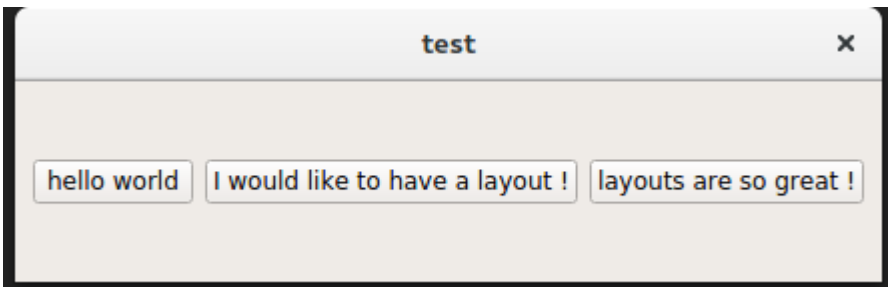 test
hello world
I would like to have a layout !
layouts are so great !